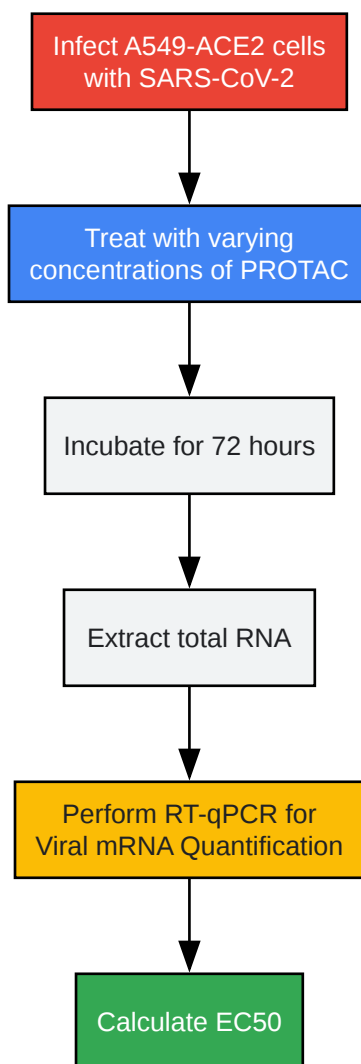 Infect A549-ACE2 cells
with SARS-CoV-2
Treat with varying
concentrations of PROTAC
Incubate for 72 hours
Extract total RNA
Perform RT-qPCR for
Viral mRNA Quantification
Calculate EC50